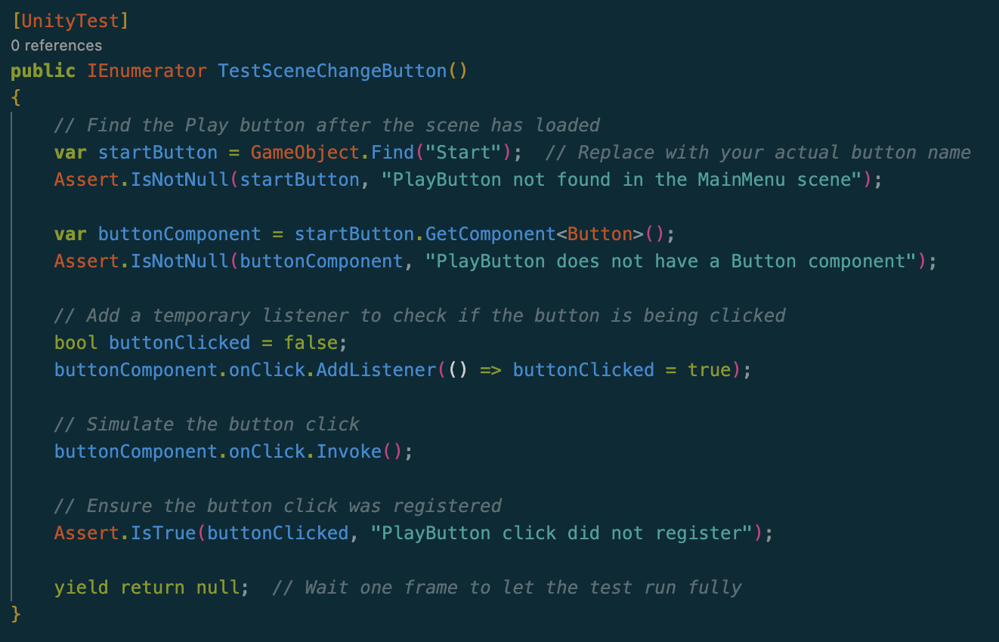 [UnityTest]
0 references
public IEnumerator TestSceneChangeButton()
{
    // Find the Play button after the scene has loaded
    var startButton = GameObject.Find("Start");  // Replace with your actual button name
    Assert.IsNotNull(startButton, "PlayButton not found in the MainMenu scene");

    var buttonComponent = startButton.GetComponent<Button>();
    Assert.IsNotNull(buttonComponent, "PlayButton does not have a Button component");

    // Add a temporary listener to check if the button is being clicked
    bool buttonClicked = false;
    buttonComponent.onClick.AddListener(() => buttonClicked = true);

    // Simulate the button click
    buttonComponent.onClick.Invoke();

    // Ensure the button click was registered
    Assert.IsTrue(buttonClicked, "PlayButton click did not register");

    yield return null;  // Wait one frame to let the test run fully
}